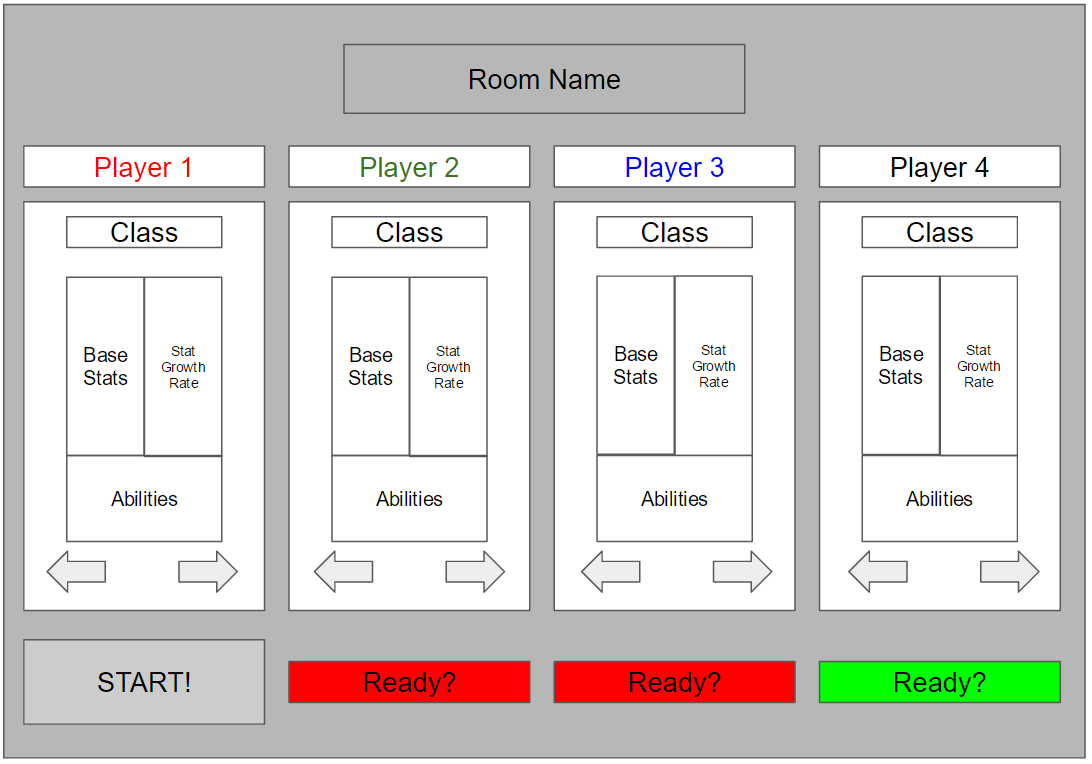 Room Name
Player 1
Player 2
Player 3
Player 4
Class
Class
Class
Class
Base
Stats
Stat
Growth
Rate
Base
Stats
Stat
Growth
Rate
Base
Stats
Stat
Growth
Rate
Base
Stats
Stat
Growth
Rate
Abilities
Abilities
Abilities
Abilities
START!
Ready?
Ready?
Ready?